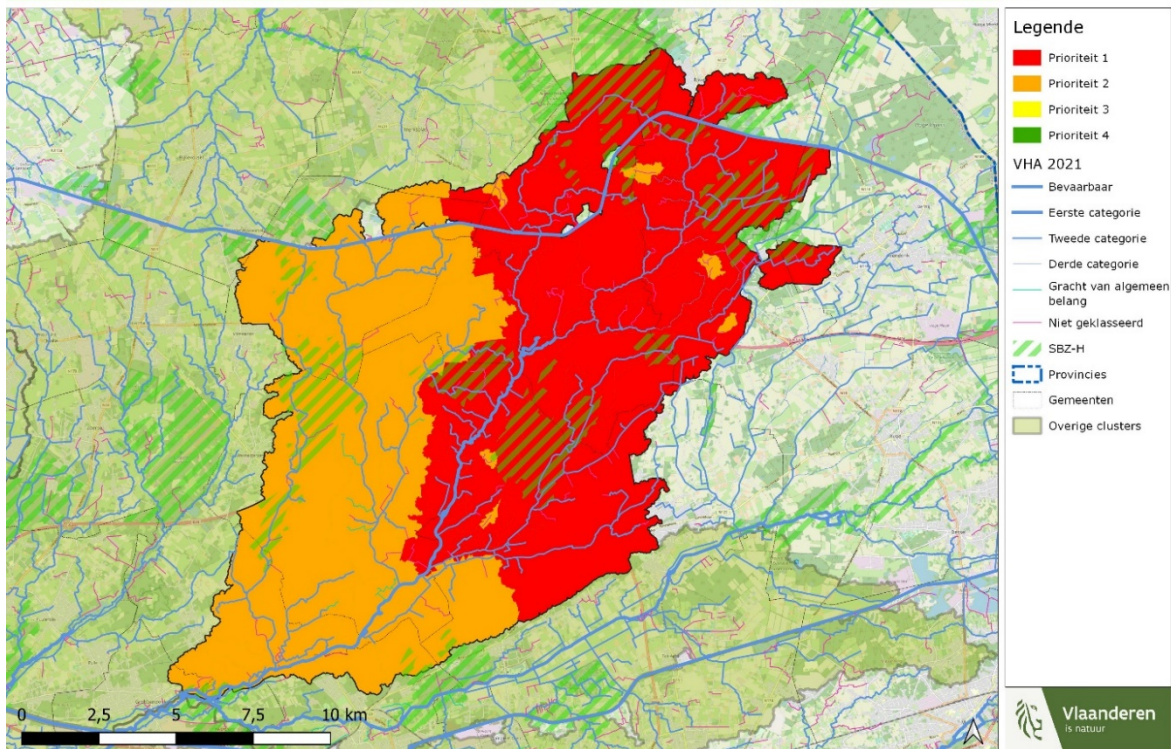 Legende
Prioriteit 1
Prioriteit 2
Prioriteit 3
Prioriteit 4
VHA 2021
Bevaarbaar
Eerste categorie
Tweede categorie
Derde categorie
Gracht van algemeen
belang
Niet geklasseerd
SBZ-H
Provincies
Gemeenten
Overige clusters
0 2,5 5 7,5 10 km
Vlaanderen
is natuur